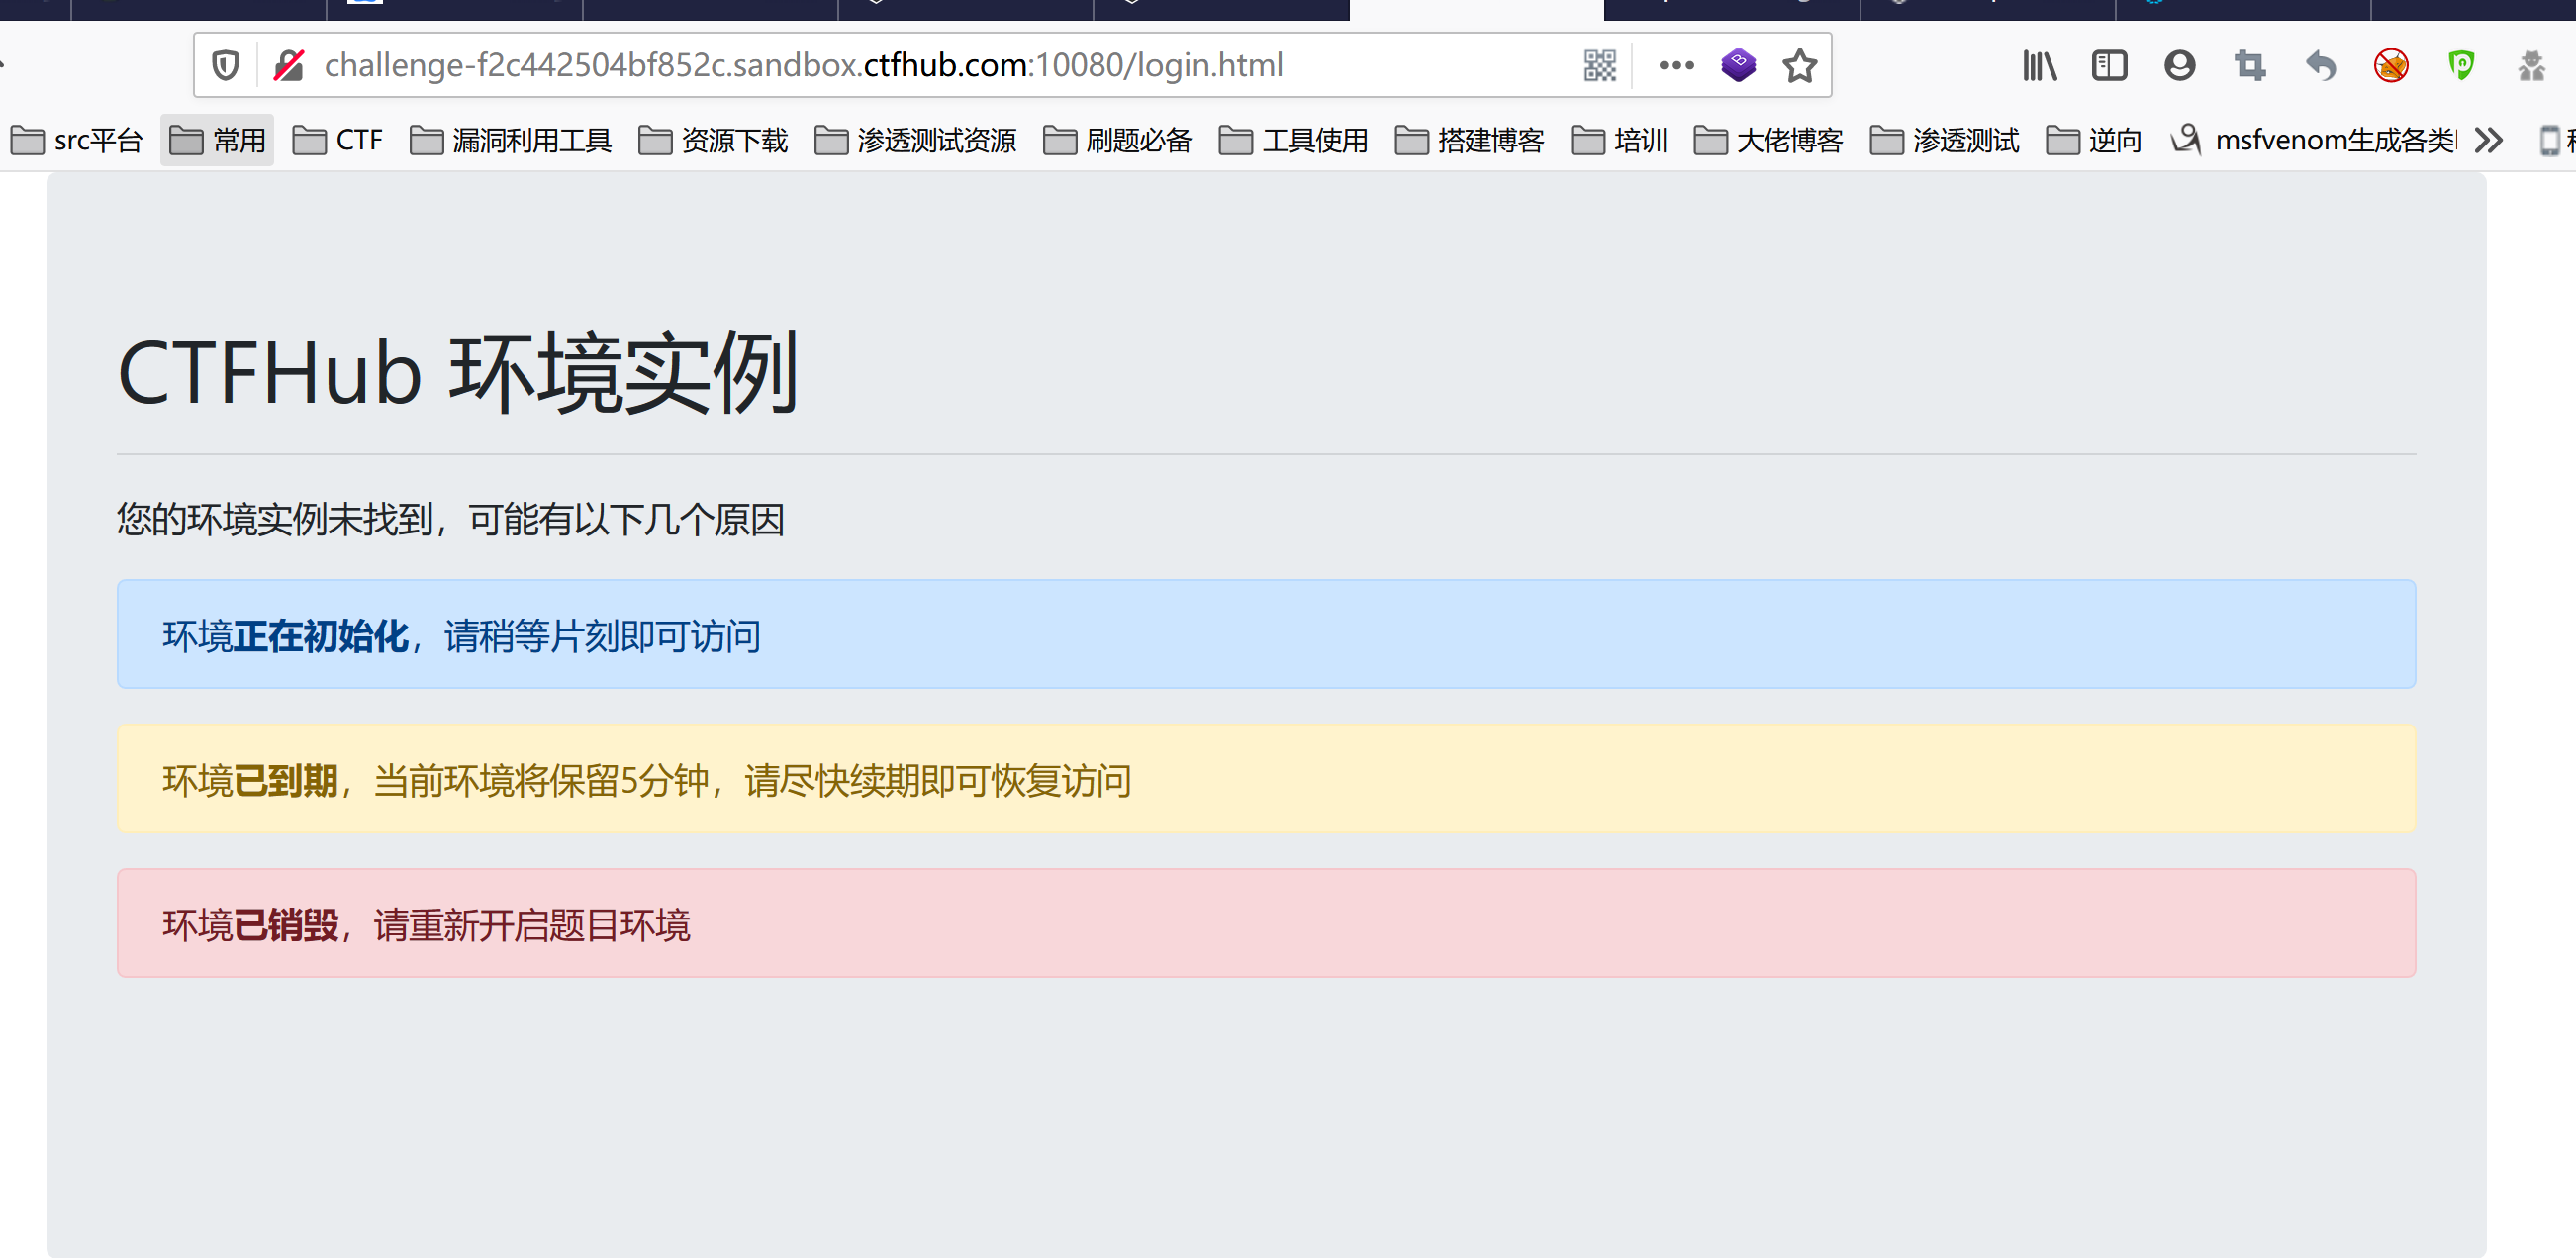 challenge-f2c442504bf852c.sandbox.ctfhub.com:10080/login.html
src平台 常用 CTF 漏洞利用工具 资源下载 渗透测试资源 刷题必备 工具使用 搭建博客 培训 大佬博客 渗透测试 逆向 msfvenom生成各类
CTFHub 环境实例
您的环境实例未找到，可能有以下几个原因
环境正在初始化，请稍等片刻即可访问
环境已到期，当前环境将保留5分钟，请尽快续期即可恢复访问
环境已销毁，请重新开启题目环境